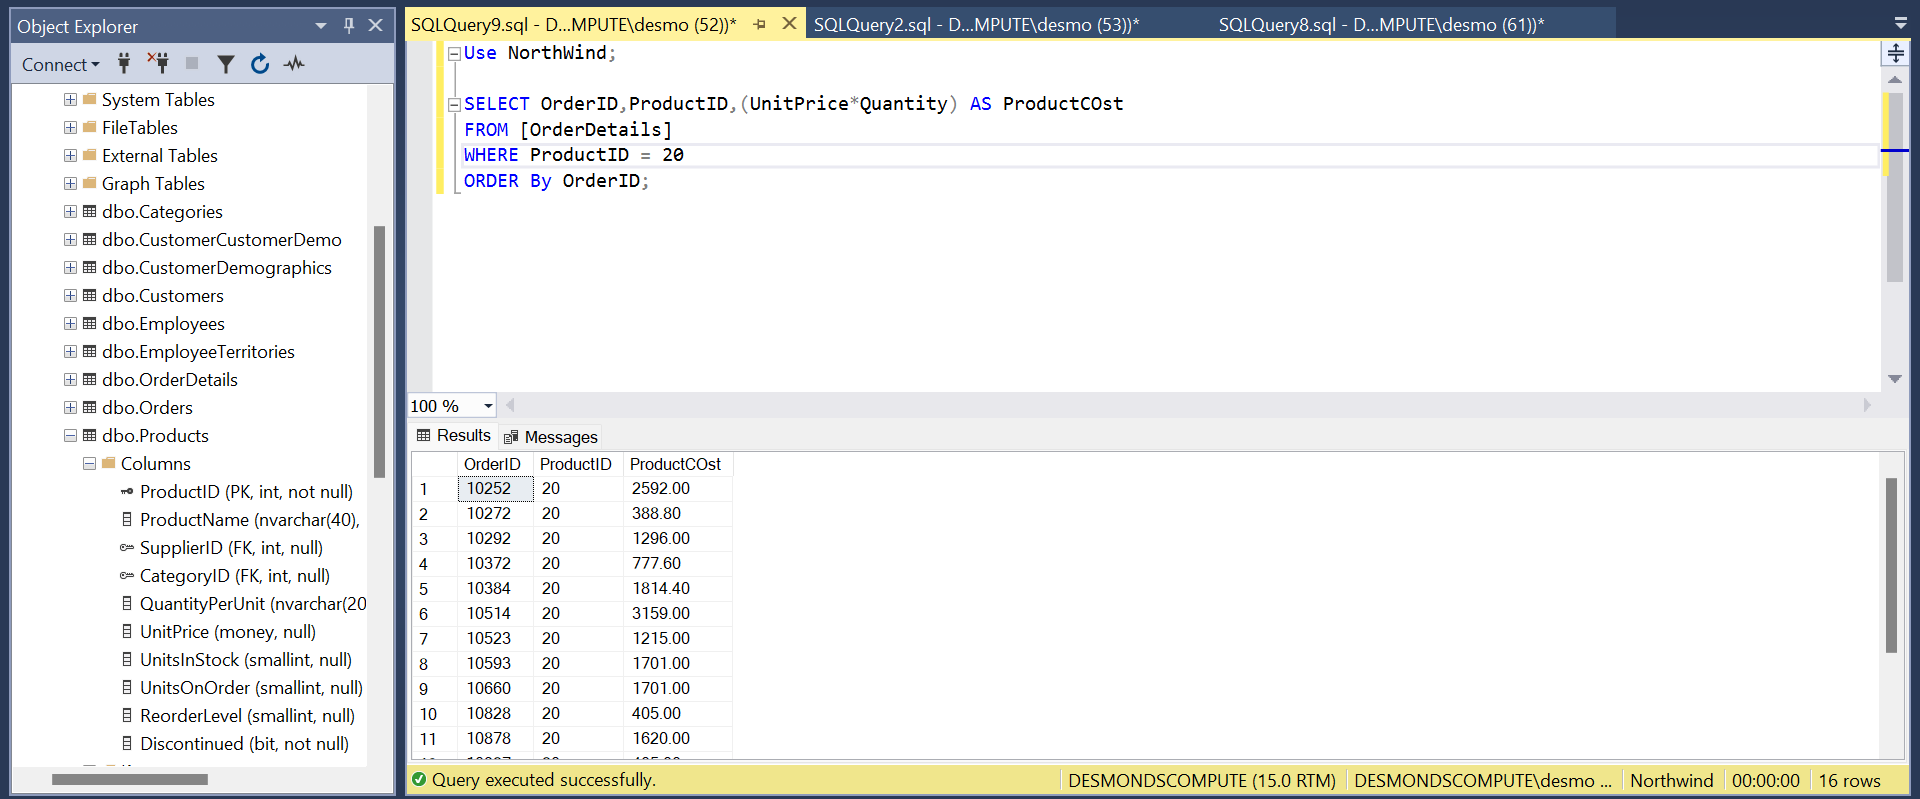 Object Explorer
Connect
System Tables
FileTables
External Tables
Graph Tables
dbo.Categories
dbo.CustomerCustomerDemo
dbo.CustomerDemographics
dbo.Customers
dbo.Employees
dbo.EmployeeTerritories
dbo.OrderDetails
dbo.Orders
dbo.Products
Columns
ProductID (PK, int, not null)
ProductName (nvarchar(40),
SupplierID (FK, int, null)
CategoryID (FK, int, null)
QuantityPerUnit (nvarchar(20
UnitPrice (money, null)
UnitsInStock (smallint, null)
UnitsOnOrder (smallint, null)
ReorderLevel (smallint, null)
Discontinued (bit, not null)
SQLQuery9.sql - D...MPUTE\desmo (52))* SQLQuery2.sql - D...MPUTE\desmo (53))* SQLQuery8.sql - D...MPUTE\desmo (61))*
Use NorthWind;
SELECT OrderID,ProductID,(UnitPrice*Quantity) AS ProductCOst
FROM [OrderDetails]
WHERE ProductID = 20
ORDER By OrderID;
100 %
Results Messages
OrderID ProductID ProductCOst
1 10252 20 2592.00
2 10272 20 388.80
3 10292 20 1296.00
4 10372 20 777.60
5 10384 20 1814.40
6 10514 20 3159.00
7 10523 20 1215.00
8 10593 20 1701.00
9 10660 20 1701.00
10 10828 20 405.00
11 10878 20 1620.00
Query executed successfully. DESMONDSCOMPUTE (15.0 RTM) DESMONDSCOMPUTE\desmo ... Northwind 00:00:00 16 rows